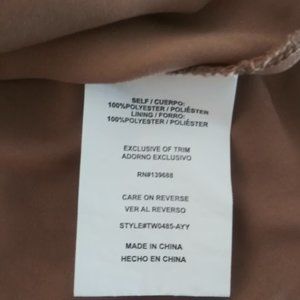 SELF / CUERPO:
100%POLYESTER / POLIÉSTER
LINING / FORRO:
100%POLYESTER / POLIÉSTER
EXCLUSIVE OF TRIM
ADORNO EXCLUSIVO
RN#139688
CARE ON REVERSE
VER AL REVERSO
STYLE#TW0485-AYY
MADE IN CHINA
HECHO EN CHINA